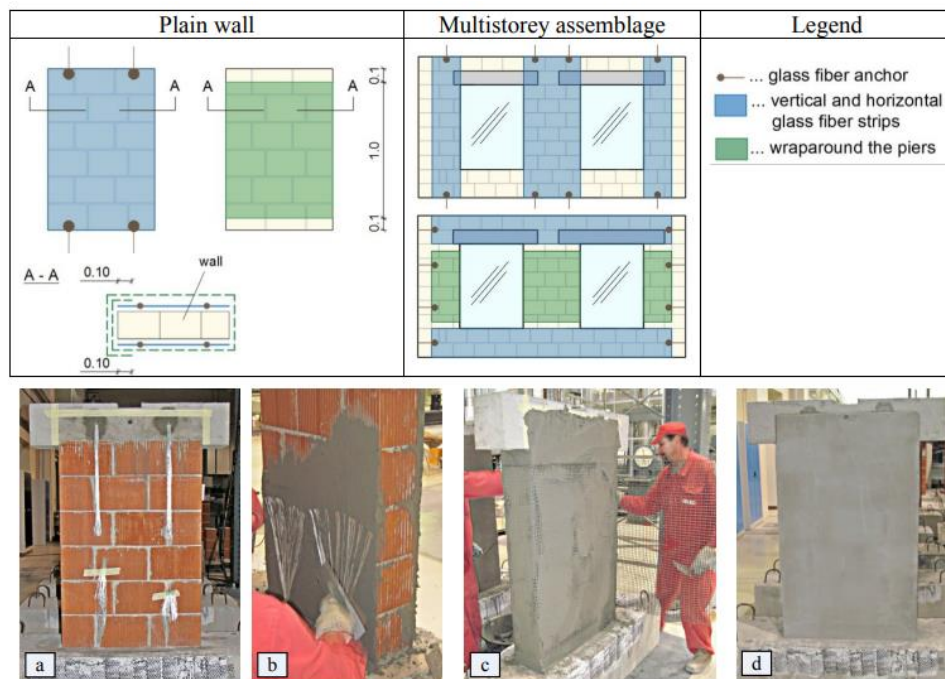 Plain wall
Multistorey assemblage
Legend
A
A
A
A
0.1
1.0
0.1
A - A
0.10
wall
0.10
... glass fiber anchor
... vertical and horizontal
glass fiber strips
... wraparound the piers
a
b
c
d